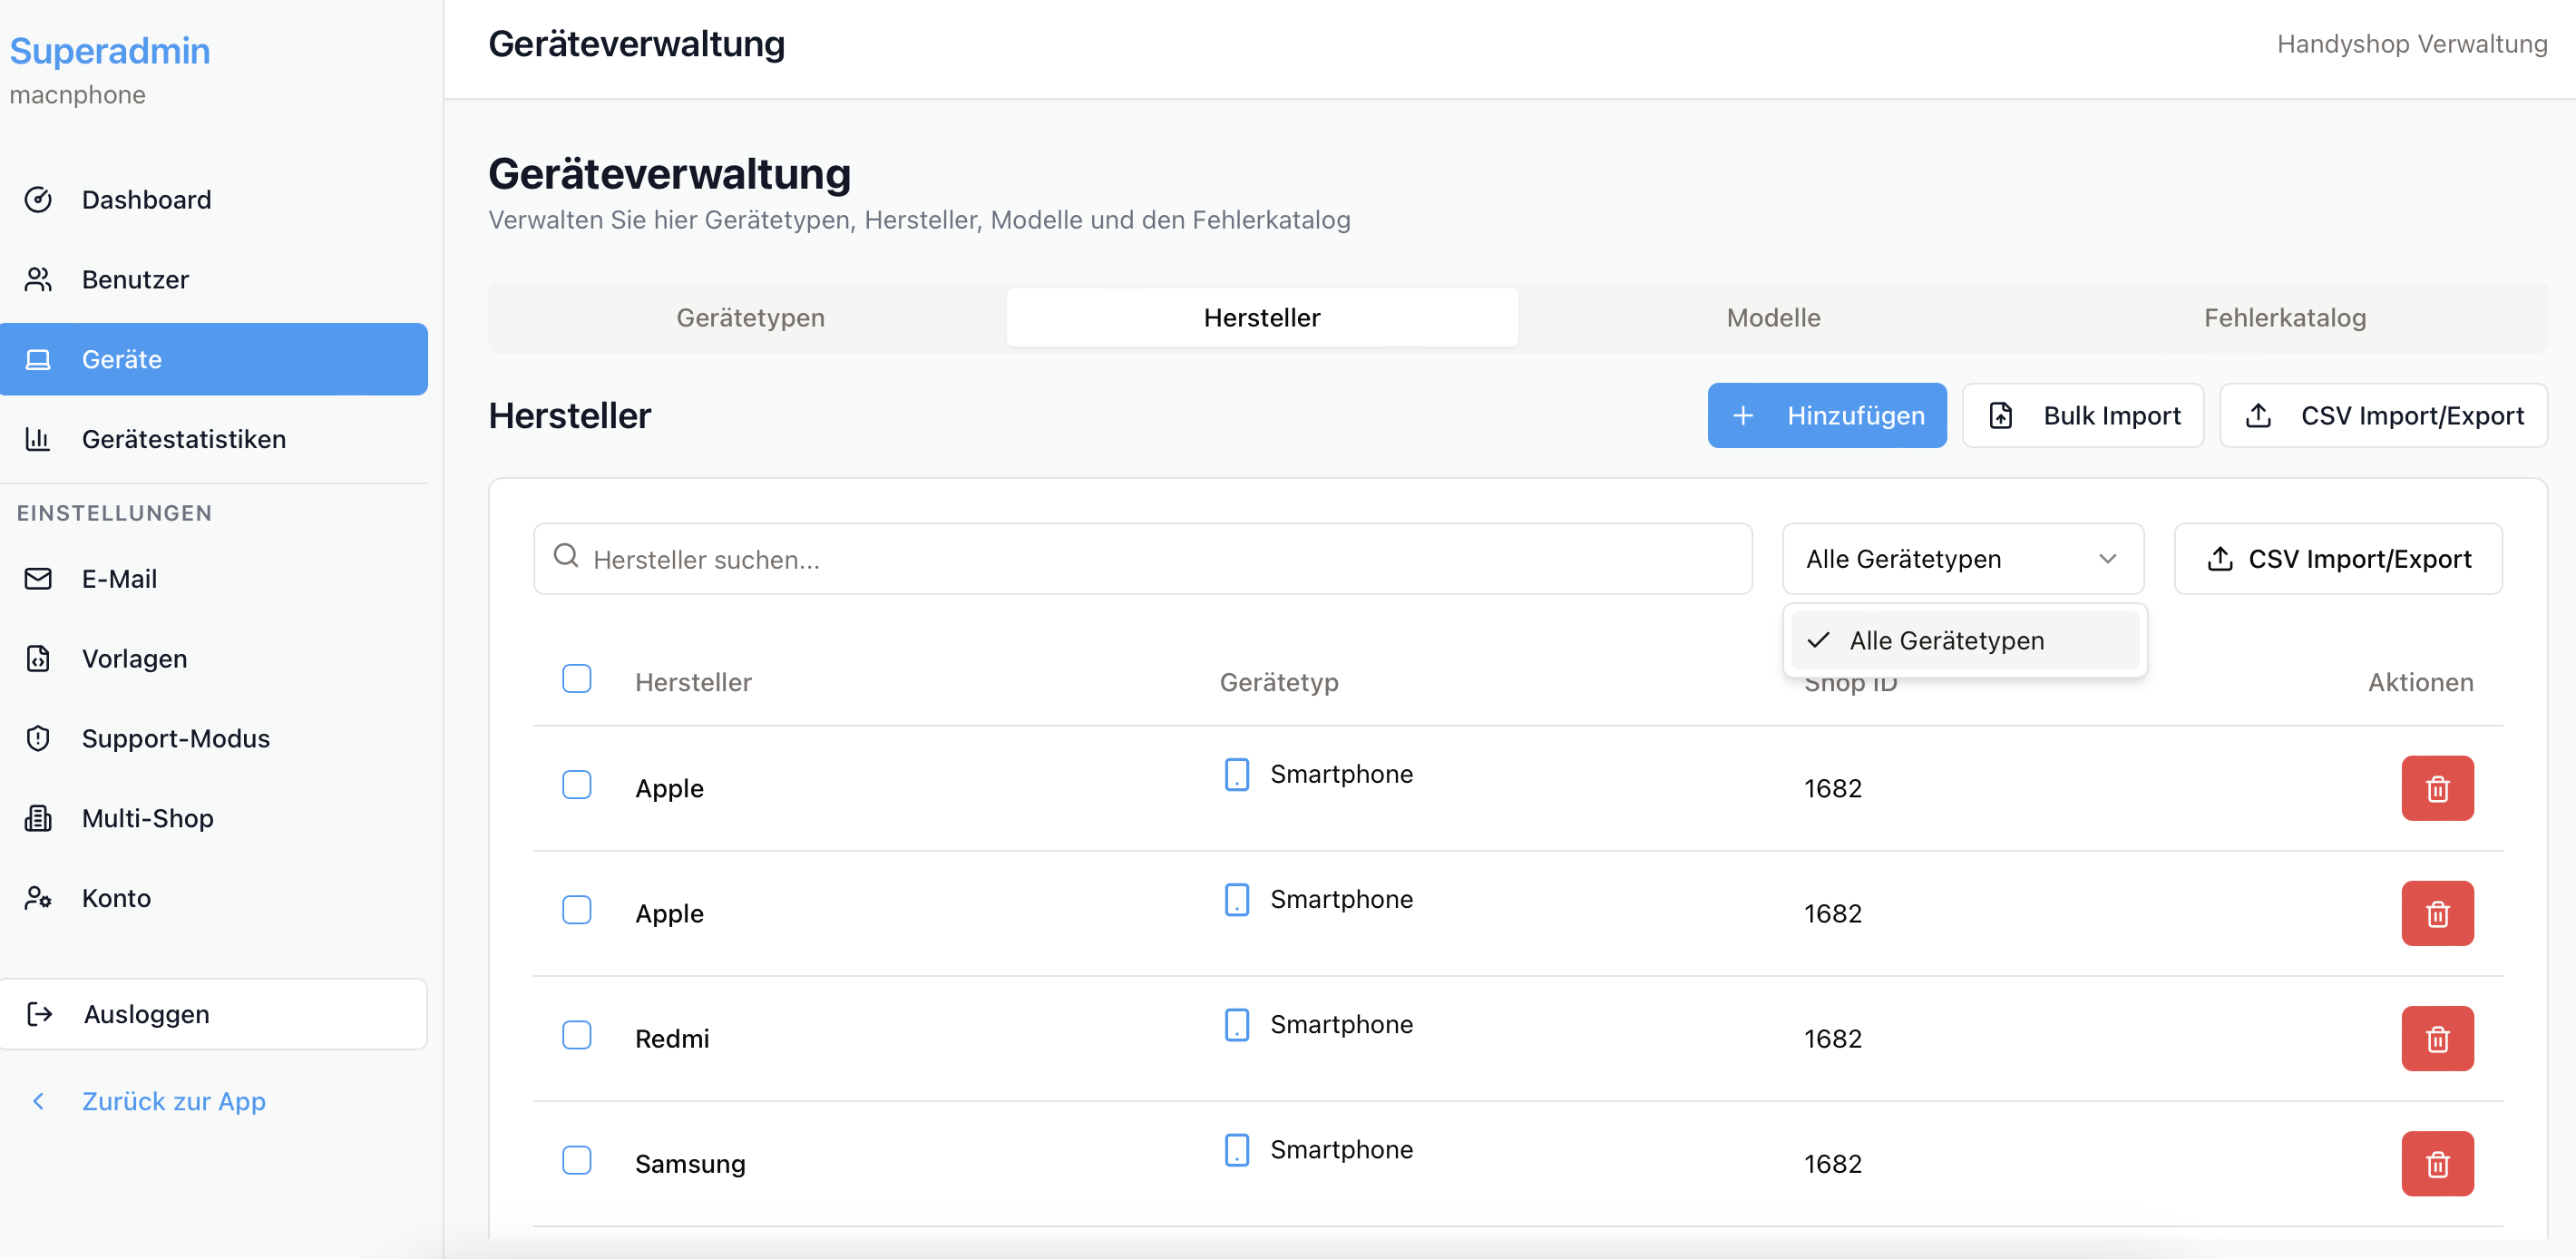 Superadmin
macnphone
Dashboard
Benutzer
Geräte
Gerätestatistiken
EINSTELLUNGEN
E-Mail
Vorlagen
Support-Modus
Multi-Shop
Konto
Ausloggen
Zurück zur App
Geräteverwaltung
Handyshop Verwaltung
Geräteverwaltung
Verwalten Sie hier Gerätetypen, Hersteller, Modelle und den Fehlerkatalog
Gerätetypen Hersteller Modelle Fehlerkatalog
Hersteller
Hinzufügen Bulk Import CSV Import/Export
Hersteller suchen... Alle Gerätetypen CSV Import/Export
Alle Gerätetypen
Hersteller Gerätetyp Shop ID Aktionen
Apple Smartphone 1682
Apple Smartphone 1682
Redmi Smartphone 1682
Samsung Smartphone 1682